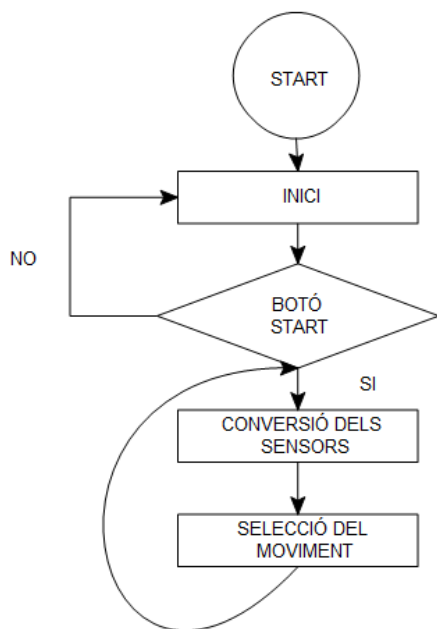 START
INICI
NO
BOTÓ
START
SI
CONVERSIÓ DELS
SENSORS
SELECCIÓ DEL
MOVIMENT